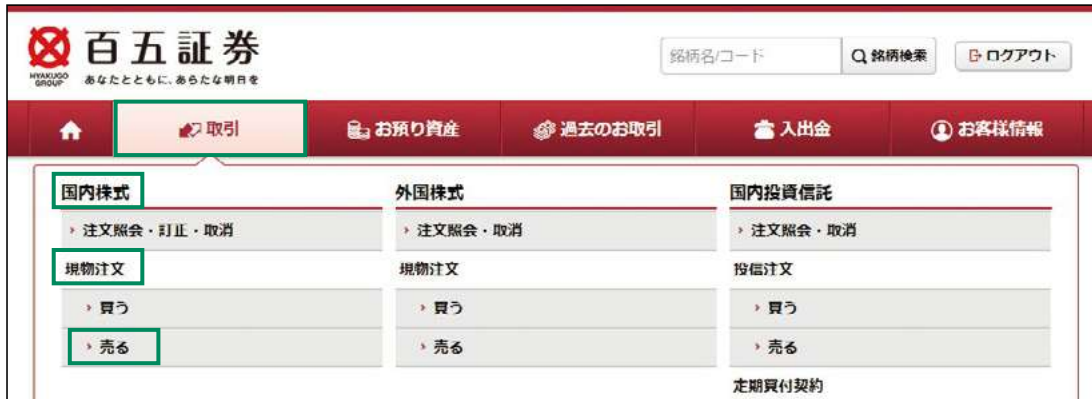 百五証券
HYAKUGO GROUP
あなたとともに、あらたな明日を
銘柄名/コード
銘柄検索
ログアウト
取引
お預り資産
過去のお取引
入出金
お客様情報
国内株式
外国株式
国内投資信託
注文照会・訂正・取消
注文照会・取消
注文照会・取消
現物注文
現物注文
投信注文
買う
買う
買う
売る
売る
売る
定期買付契約